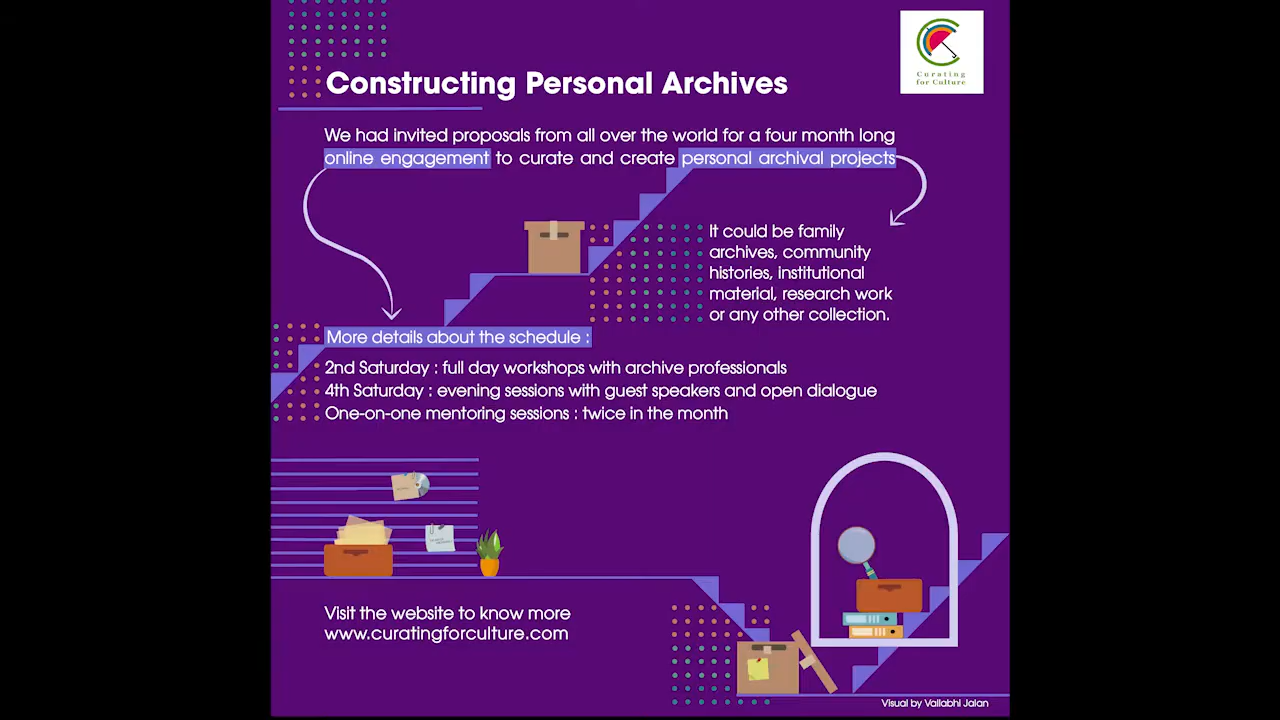 Curating
for Culture
Constructing Personal Archives
We had invited proposals from all over the world for a four month long
online engagement to curate and create personal archival projects
It could be family
archives, community
histories, institutional
material, research work
or any other collection.
More details about the schedule :
2nd Saturday : full day workshops with archive professionals
4th Saturday : evening sessions with guest speakers and open dialogue
One-on-one mentoring sessions : twice in the month
Visit the website to know more
www.curatingforculture.com
Visual by Vallabhi Jalan